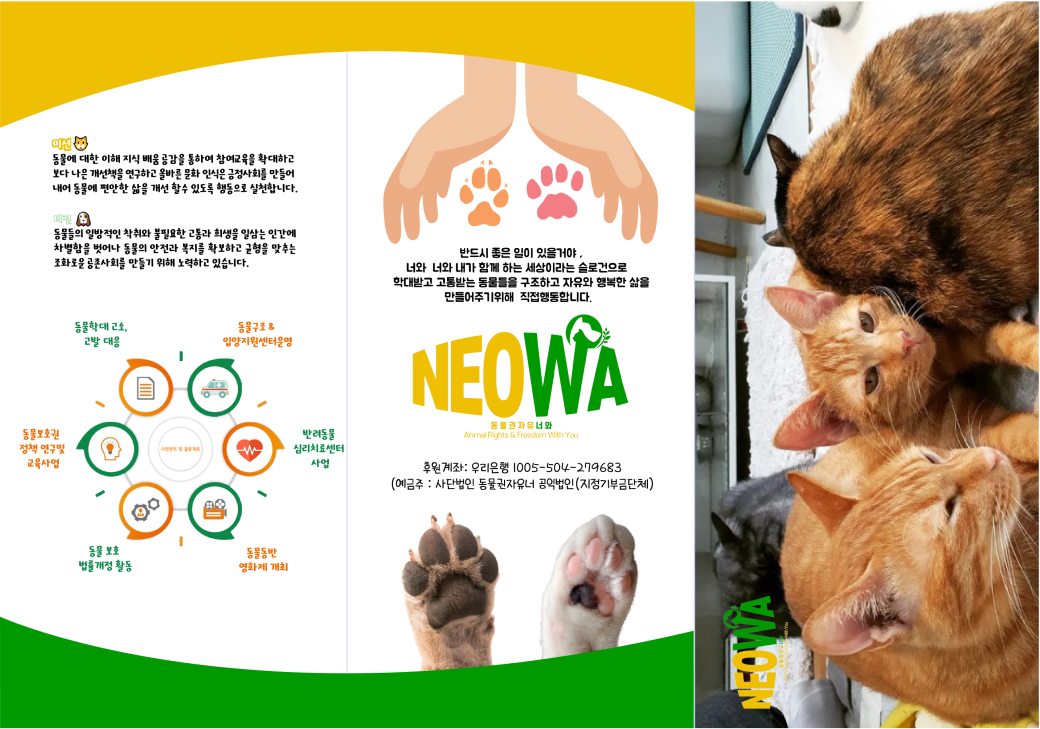 미션
동물에 대한 이해 지식 배움 공감을 통하여 참여교육을 확대하고
보다 나은 개선책을 연구하고 올바른 문화 인식은 긍정사회를 만들어
내어 동물에 편안한 삶을 개선 할수 있도록 행동으로 실천합니다.
비전
동물들의 일방적인 착취와 불필요한 고통과 희생을 일삼는 인간에
차별함을 벗어나 동물의 안전과 복지를 확보하고 균형을 맞추는
조화로운 공존사회를 만들기 위해 노력하고 있습니다.
동물학대 고소,
고발 대응
동물구조 &
입양지원센터운영
동물보호권
정책 연구및
교육사업
사업영역 및 활동계획
반려동물
심리치료센터
사업
동물 보호
법률개정 활동
동물동반
영화제 개최
반드시 좋은 일이 있을거야 ,
너와 너와 내가 함께 하는 세상이라는 슬로건으로
학대받고 고통받는 동물들을 구조하고 자유와 행복한 삶을
만들어주기위해 직접행동합니다.
NEOWA
동물권자유너와
Animal Rights & Freedom With You
후원계좌: 우리은행 1005-504-279683
(예금주 : 사단법인 동물권자유너 공익법인(지정기부금단체)
NEOWA